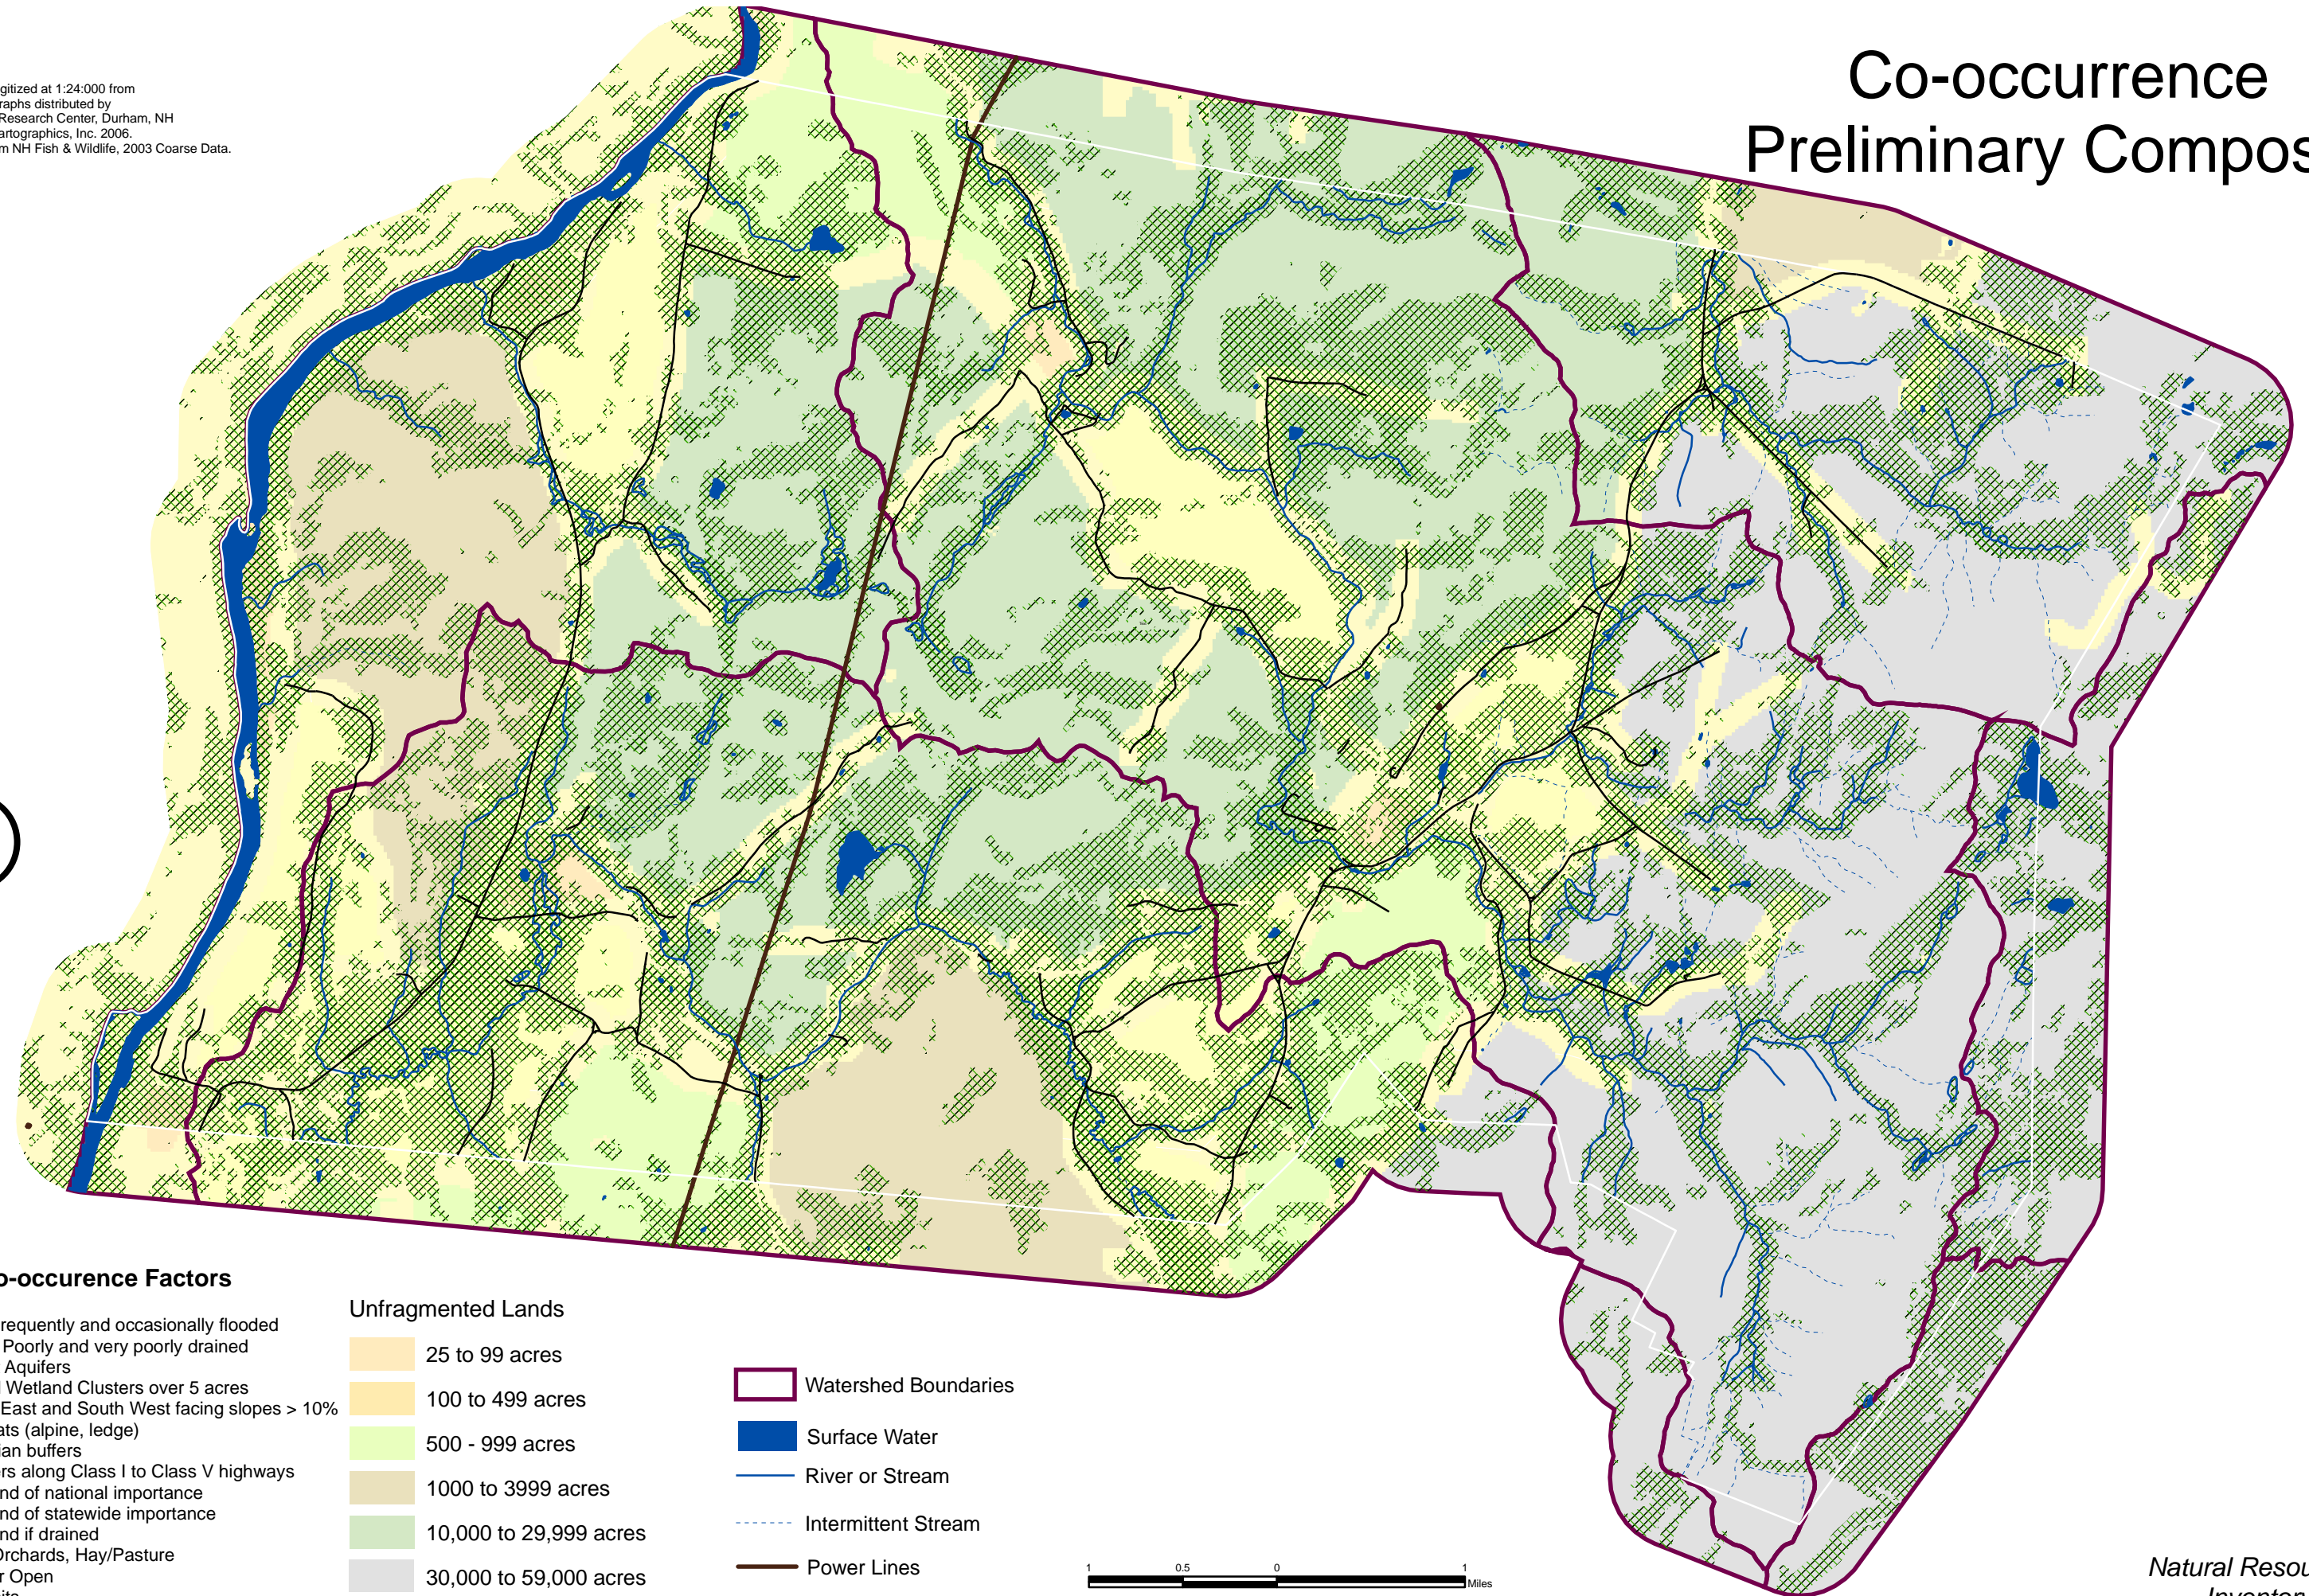 Co-occurrence
Preliminary Compos
gitized at 1:24:000 from
raphs distributed by
Research Center, Durham, NH
artographics, Inc. 2006.
m NH Fish & Wildlife, 2003 Coarse Data.
o-occurence Factors
requently and occasionally flooded
Poorly and very poorly drained
Aquifers
Wetland Clusters over 5 acres
East and South West facing slopes > 10%
ats (alpine, ledge)
ian buffers
rs along Class I to Class V highways
nd of national importance
nd of statewide importance
nd if drained
Orchards, Hay/Pasture
r Open
Unfragmented Lands
25 to 99 acres
100 to 499 acres
500 - 999 acres
1000 to 3999 acres
10,000 to 29,999 acres
30,000 to 59,000 acres
Watershed Boundaries
Surface Water
River or Stream
Intermittent Stream
Power Lines
1 0.5 0 1
Miles
Natural Resou
Inventor